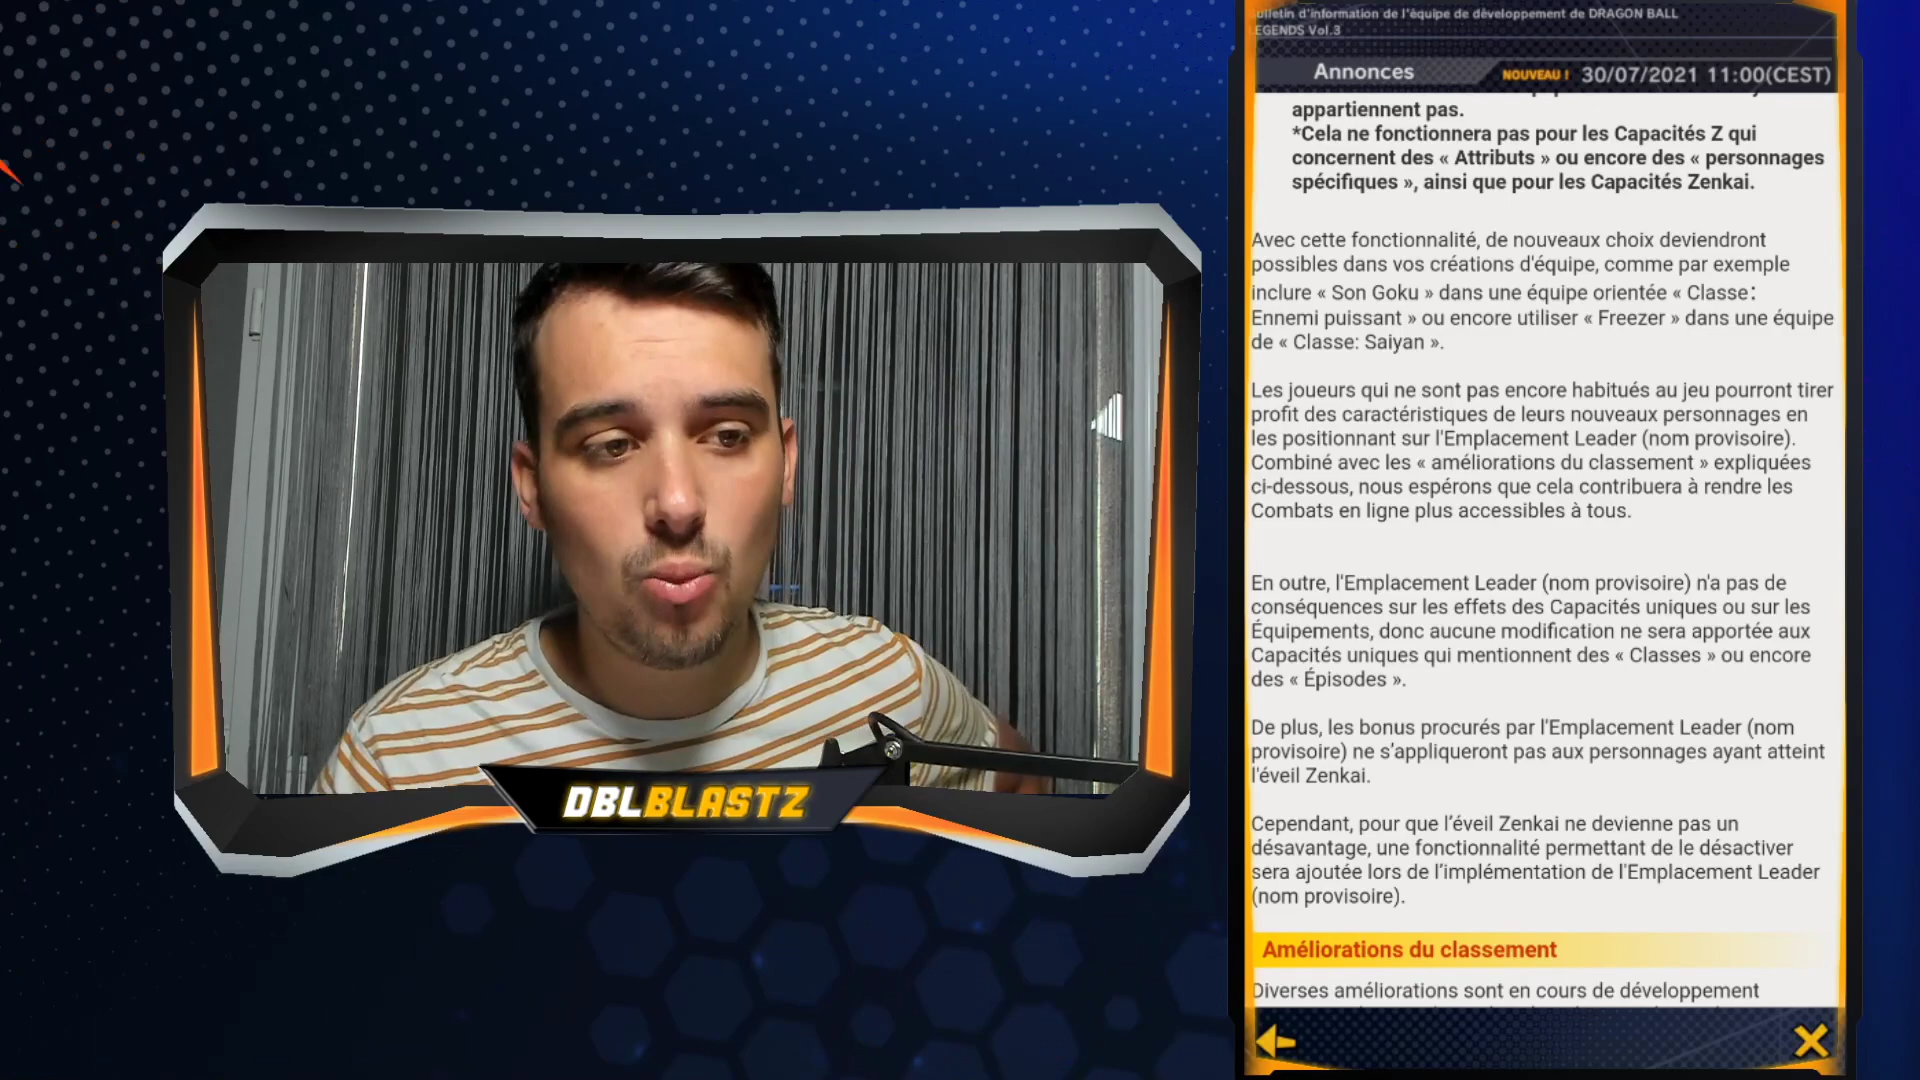 Bulletin d'information de l'équipe de développement de DRAGON BALL
LEGENDS Vol.3
Annonces
NOUVEAU ! 30/07/2021 11:00(CEST)
appartiennent pas.
*Cela ne fonctionnera pas pour les Capacités Z qui
concernent des « Attributs » ou encore des « personnages
spécifiques », ainsi que pour les Capacités Zenkai.
Avec cette fonctionnalité, de nouveaux choix deviendront
possibles dans vos créations d'équipe, comme par exemple
inclure « Son Goku » dans une équipe orientée « Classe:
Ennemi puissant » ou encore utiliser « Freezer » dans une équipe
de « Classe: Saiyan ».
Les joueurs qui ne sont pas encore habitués au jeu pourront tirer
profit des caractéristiques de leurs nouveaux personnages en
les positionnant sur l'Emplacement Leader (nom provisoire).
Combiné avec les « améliorations du classement » expliquées
ci-dessous, nous espérons que cela contribuera à rendre les
Combats en ligne plus accessibles à tous.
En outre, l'Emplacement Leader (nom provisoire) n'a pas de
conséquences sur les effets des Capacités uniques ou sur les
Équipements, donc aucune modification ne sera apportée aux
Capacités uniques qui mentionnent des « Classes » ou encore
des « Épisodes ».
De plus, les bonus procurés par l'Emplacement Leader (nom
provisoire) ne s'appliqueront pas aux personnages ayant atteint
l'éveil Zenkai.
Cependant, pour que l'éveil Zenkai ne devienne pas un
désavantage, une fonctionnalité permettant de le désactiver
sera ajoutée lors de l'implémentation de l'Emplacement Leader
(nom provisoire).
Améliorations du classement
Diverses améliorations sont en cours de développement
DBLBLASTZ